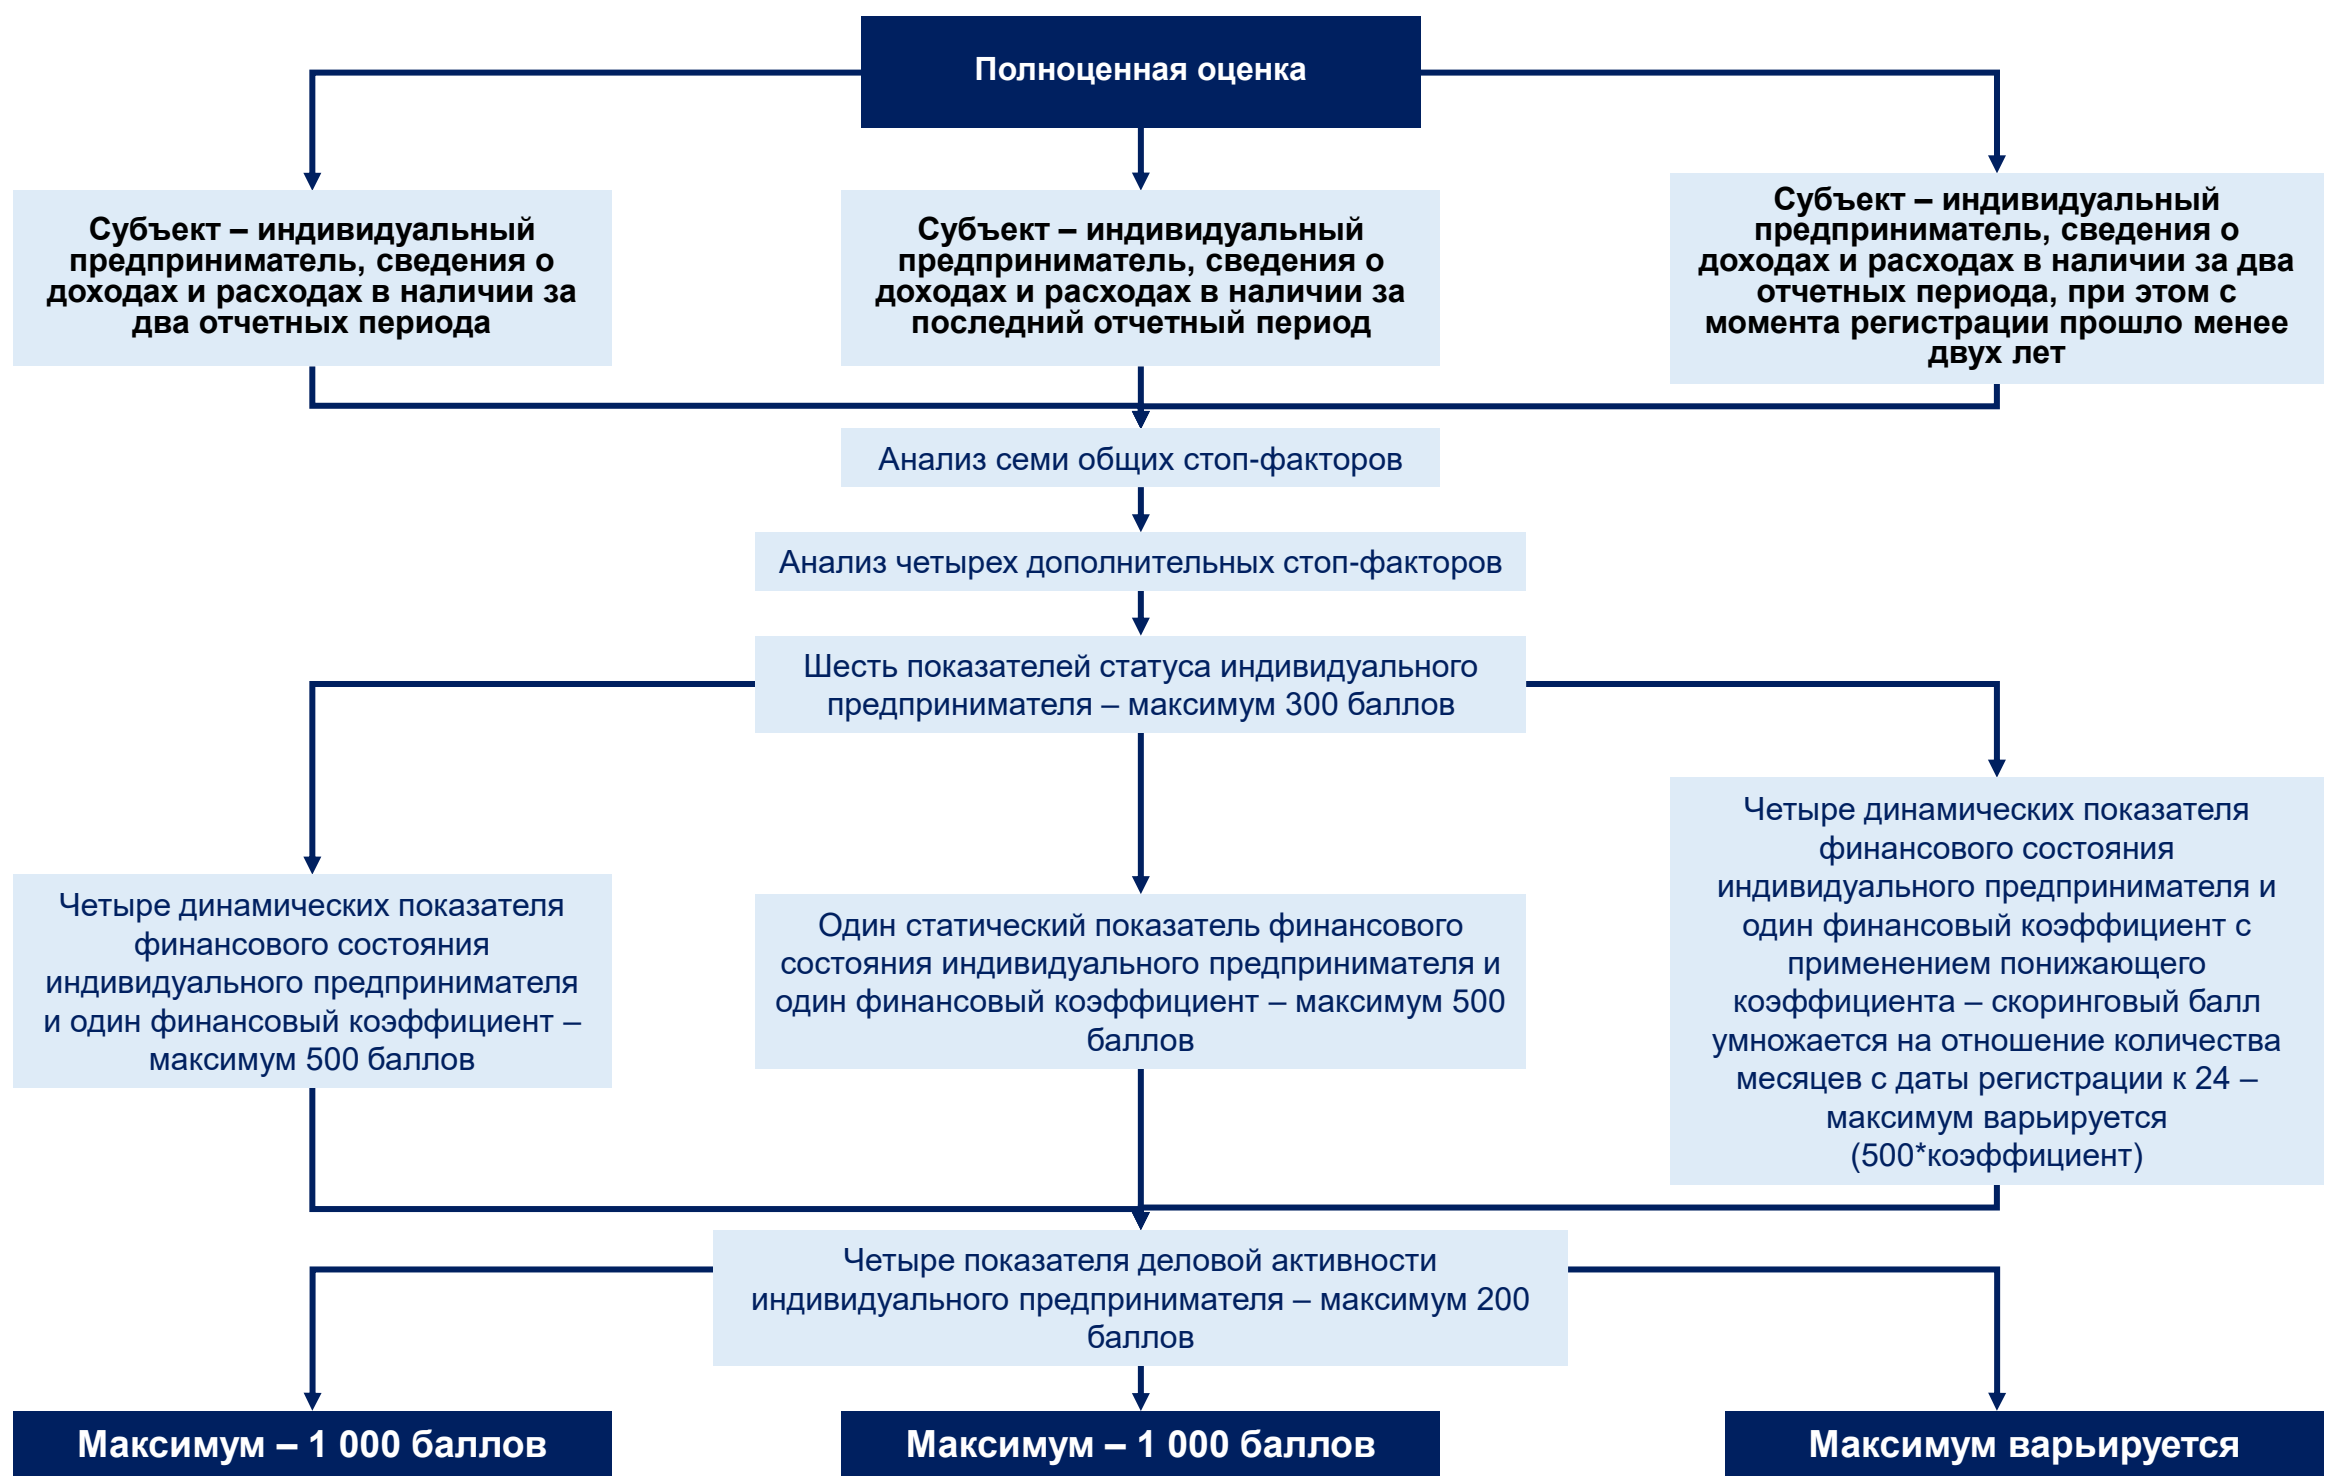 Полноценная оценка
Субъект – индивидуальный
предприниматель, сведения о
доходах и расходах в наличии за
два отчетных периода
Субъект – индивидуальный
предприниматель, сведения о
доходах и расходах в наличии за
последний отчетный период
Субъект – индивидуальный
предприниматель, сведения о
доходах и расходах в наличии за два
отчетных периода, при этом с
момента регистрации прошло менее
двух лет
Анализ семи общих стоп-факторов
Анализ четырех дополнительных стоп-факторов
Шесть показателей статуса индивидуального
предпринимателя – максимум 300 баллов
Четыре динамических показателя
финансового состояния
индивидуального предпринимателя
и один финансовый коэффициент –
максимум 500 баллов
Один статический показатель финансового
состояния индивидуального предпринимателя и
один финансовый коэффициент – максимум 500
баллов
Четыре динамических показателя
финансового состояния
индивидуального предпринимателя и
один финансовый коэффициент с
применением понижающего
коэффициента – скоринговый балл
умножается на отношение количества
месяцев с даты регистрации к 24 –
максимум варьируется
(500*коэффициент)
Четыре показателя деловой активности
индивидуального предпринимателя – максимум 200
баллов
Максимум – 1 000 баллов
Максимум – 1 000 баллов
Максимум варьируется